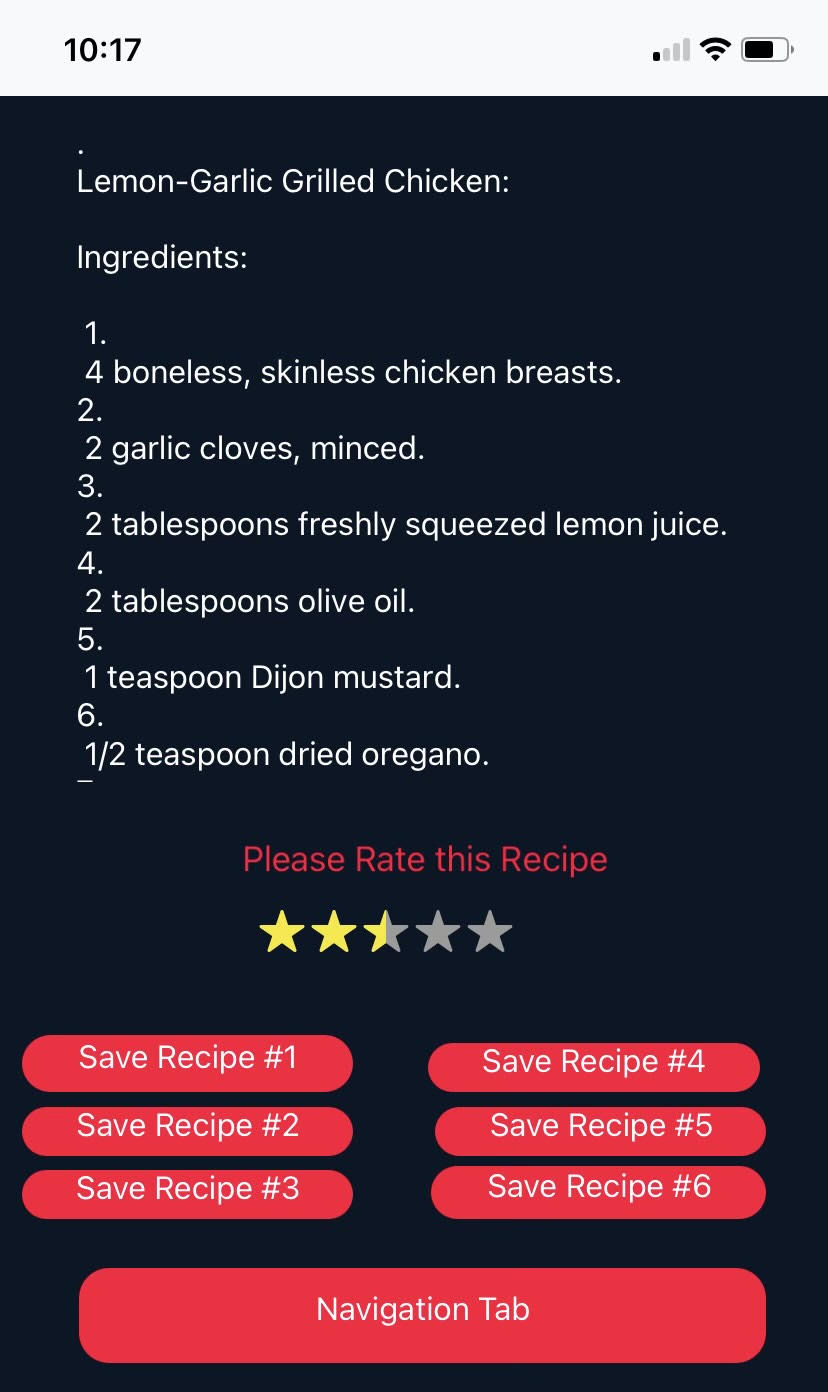 10:17
.
Lemon-Garlic Grilled Chicken:
Ingredients:
1.
4 boneless, skinless chicken breasts.
2.
2 garlic cloves, minced.
3.
2 tablespoons freshly squeezed lemon juice.
4.
2 tablespoons olive oil.
5.
1 teaspoon Dijon mustard.
6.
1/2 teaspoon dried oregano.
Please Rate this Recipe
Save Recipe #1
Save Recipe #4
Save Recipe #2
Save Recipe #5
Save Recipe #3
Save Recipe #6
Navigation Tab